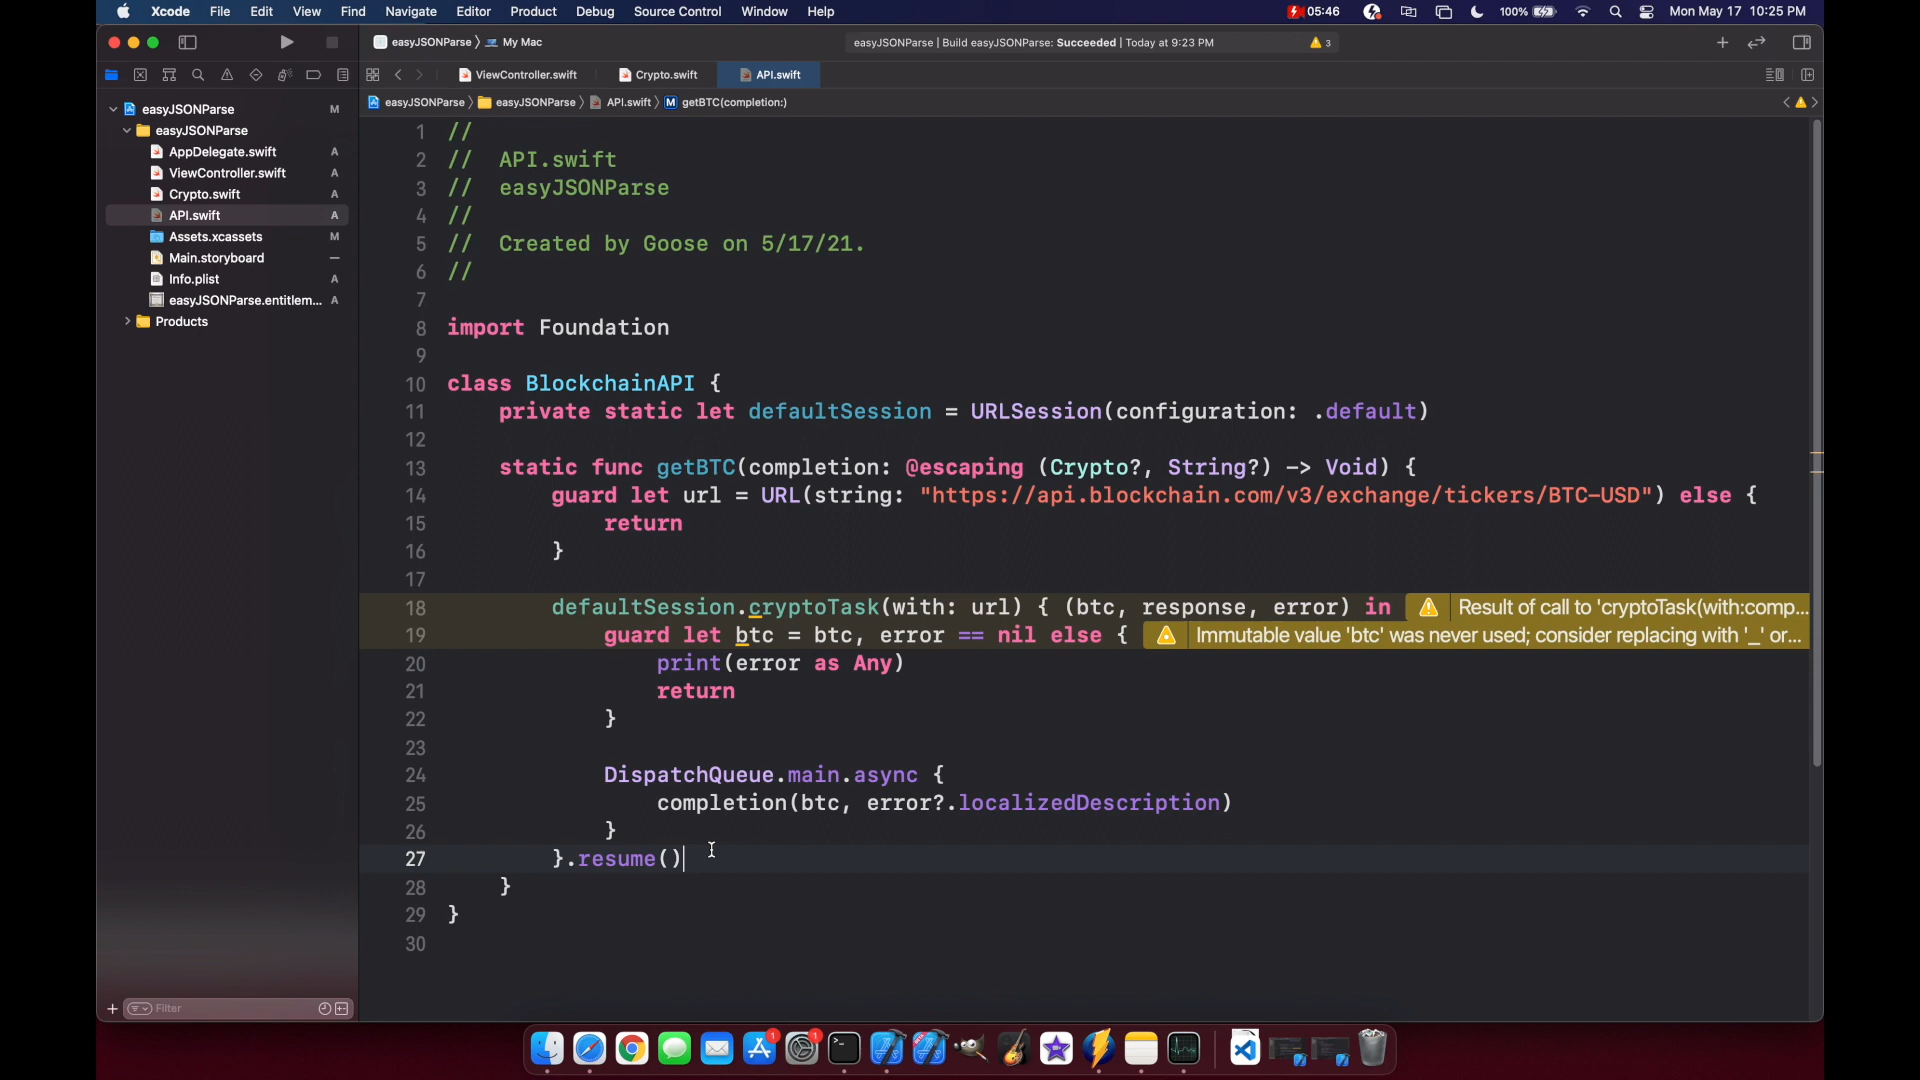 Xcode File Edit View Find Navigate Editor Product Debug Source Control Window Help 05:46 100% Mon May 17 10:25 PM
easyJSONParse My Mac easyJSONParse | Build easyJSONParse: Succeeded | Today at 9:23 PM 3
ViewController.swift Crypto.swift API.swift
easyJSONParse easyJSONParse API.swift M getBTC(completion:)
easyJSONParse M
easyJSONParse
AppDelegate.swift A
ViewController.swift A
Crypto.swift A
API.swift A
Assets.xcassets M
Main.storyboard —
Info.plist A
easyJSONParse.entitlem... A
Products
Filter
1 //
2 // API.swift
3 // easyJSONParse
4 //
5 // Created by Goose on 5/17/21.
6 //
7
8 import Foundation
9
10 class BlockchainAPI {
11 private static let defaultSession = URLSession(configuration: .default)
12
13 static func getBTC(completion: @escaping (Crypto?, String?) -> Void) {
14 guard let url = URL(string: "https://api.blockchain.com/v3/exchange/tickers/BTC-USD") else {
15 return
16 }
17
18 defaultSession.cryptoTask(with: url) { (btc, response, error) in Result of call to 'cryptoTask(with:comp...
19 guard let btc = btc, error == nil else { Immutable value 'btc' was never used; consider replacing with '_' or...
20 print(error as Any)
21 return
22 }
23
24 DispatchQueue.main.async {
25 completion(btc, error?.localizedDescription)
26 }
27 }.resume()
28 }
29 }
30
1 1